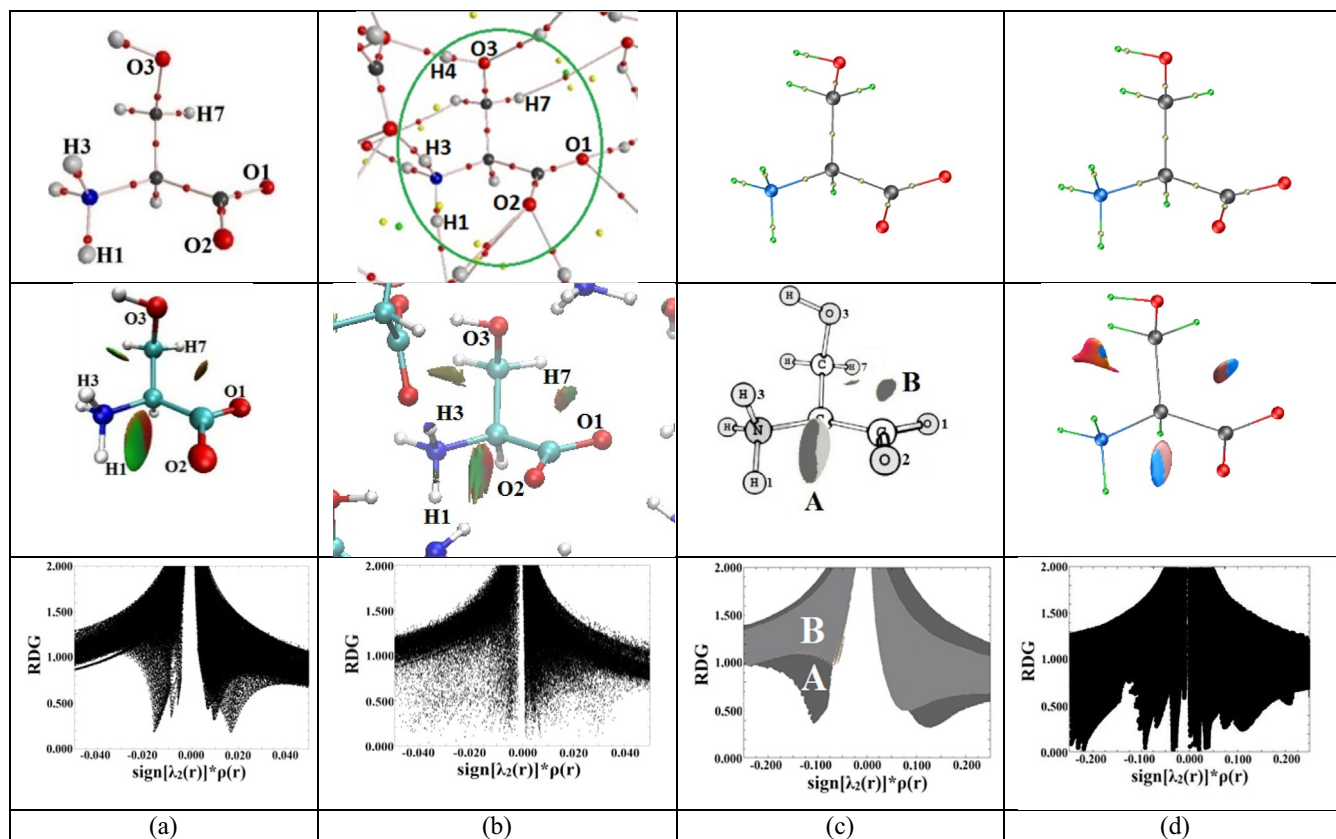 O3
H7
H3
O1
O2
H1
O3
H4
H7
H3
O1
O2
H1
O3
H7
H3
O1
H1
O2
O3
H7
H3
O1
O2
H1
H
O
3
C
H
H
7
B
H
3
H
N
C
C
O
1
O
2
H
1
A
2.000
1.500
RDG
1.000
0.500
0.000
-0.040 -0.020 0.000 0.020 0.040
sign[λ₂(r)]*ρ(r)
2.000
1.500
RDG
1.000
0.500
0.000
-0.040 -0.020 0.000 0.020 0.040
sign[λ₂(r)]*ρ(r)
2.000
1.500
B
RDG
1.000
A
0.500
0.000
-0.200 -0.100 0.000 0.100 0.200
sign[λ₂(r)]*ρ(r)
2.000
1.500
RDG
1.000
0.500
0.000
-0.200 -0.100 0.000 0.100 0.200
sign[λ₂(r)]*ρ(r)
(a) (b) (c) (d)